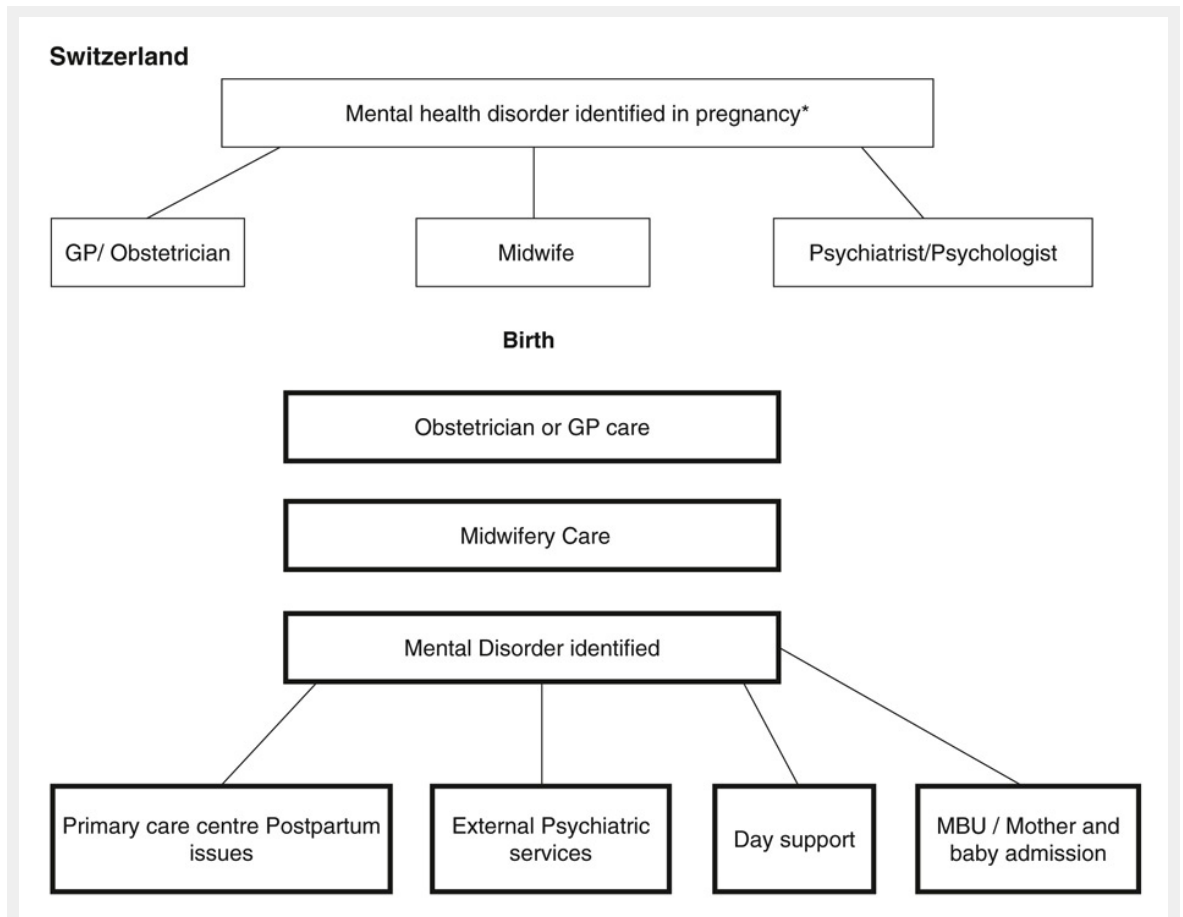 Switzerland
Mental health disorder identified in pregnancy*
GP/ Obstetrician
Midwife
Psychiatrist/Psychologist
Birth
Obstetrician or GP care
Midwifery Care
Mental Disorder identified
Primary care centre Postpartum
issues
External Psychiatric
services
Day support
MBU / Mother and
baby admission